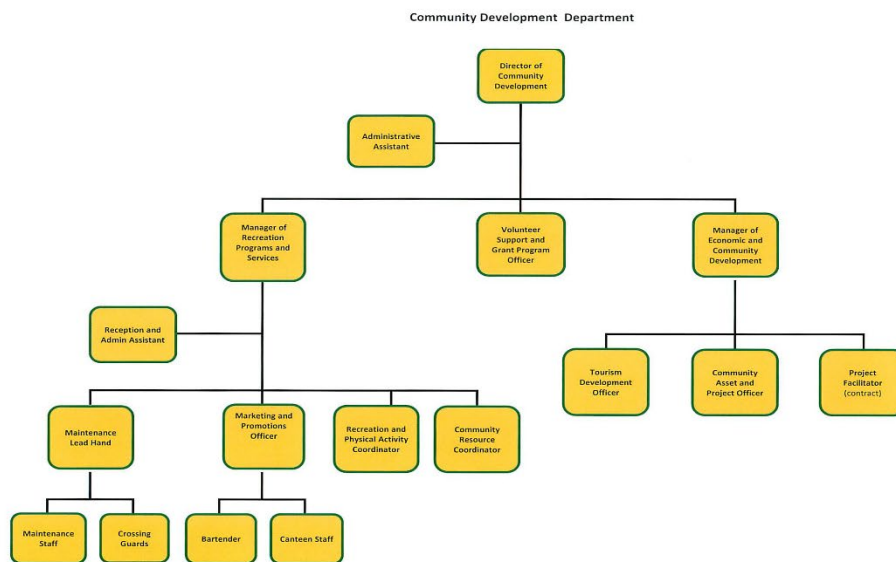 Community Development Department
Director of
Community
Development
Administrative
Assistant
Manager of
Recreation
Programs and
Services
Volunteer
Support and
Grant Program
Officer
Manager of
Economic and
Community
Development
Reception and
Admin Assistant
Tourism
Development
Officer
Community
Asset and
Project Officer
Project
Facilitator
(contract)
Maintenance
Lead Hand
Marketing and
Promotions
Officer
Recreation and
Physical Activity
Coordinator
Community
Resource
Coordinator
Maintenance
Staff
Crossing
Guards
Bartender
Canteen Staff